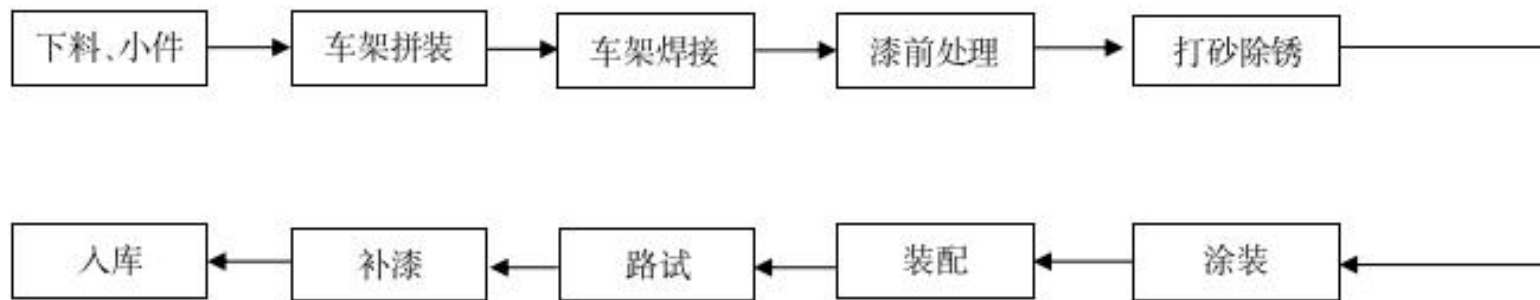 下料、小件
车架拼装
车架焊接
漆前处理
打砂除锈
涂装
装配
路试
补漆
入库